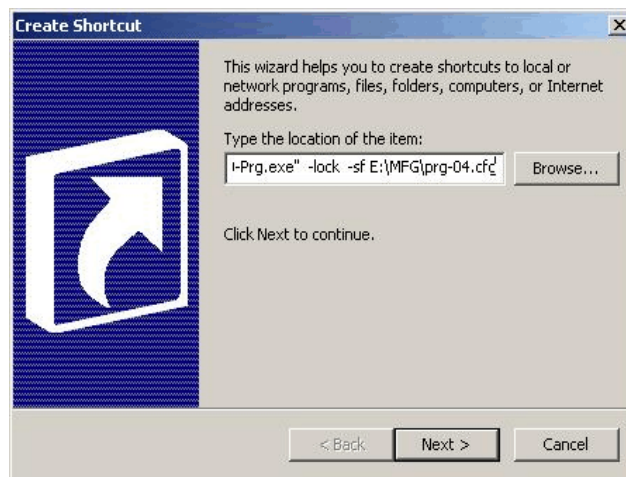 Create Shortcut
This wizard helps you to create shortcuts to local or
network programs, files, folders, computers, or Internet
addresses.
Type the location of the item:
-Prg.exe" -lock -sf E:\MFG\prg-04.cfg
Browse...
Click Next to continue.
< Back
Next >
Cancel